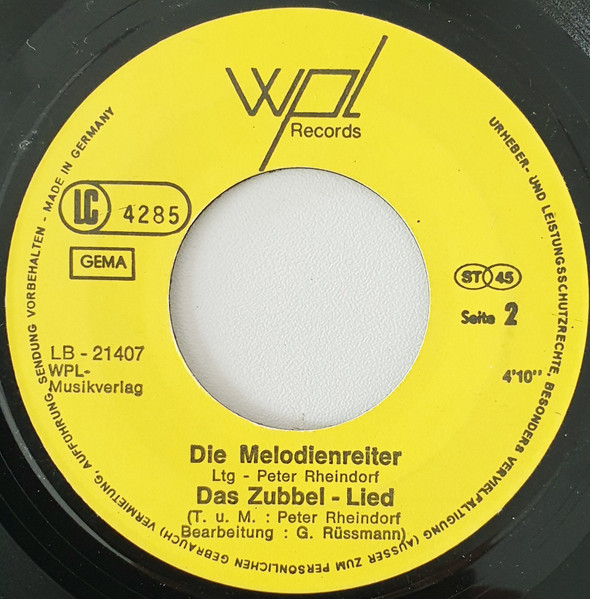 wpl
Records
LC 4285
GEMA
ST 45
Seite 2
LB - 21407
WPL-
Musikverlag
4'10''
Die Melodienreiter
Ltg - Peter Rheindorf
Das Zubbel - Lied
(T. u. M. : Peter Rheindorf
Bearbeitung : G. Rüssmann)
URHEBER- UND LEISTUNGSSCHUTZRECHTE, BESONDERS VERVIELFÄLTIGUNG (AUSSER ZUM PERSÖNLICHEN GEBRAUCH) VERMIETUNG, AUFFÜHRUNG, SENDUNG VORBEHALTEN - MADE IN GERMANY